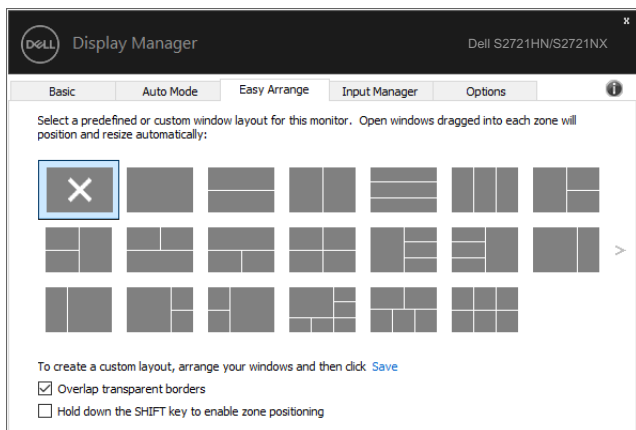 x
DELL Display Manager Dell S2721HN/S2721NX
Basic Auto Mode Easy Arrange Input Manager Options
Select a predefined or custom window layout for this monitor. Open windows dragged into each zone will
position and resize automatically:
>
To create a custom layout, arrange your windows and then click Save
Overlap transparent borders
Hold down the SHIFT key to enable zone positioning